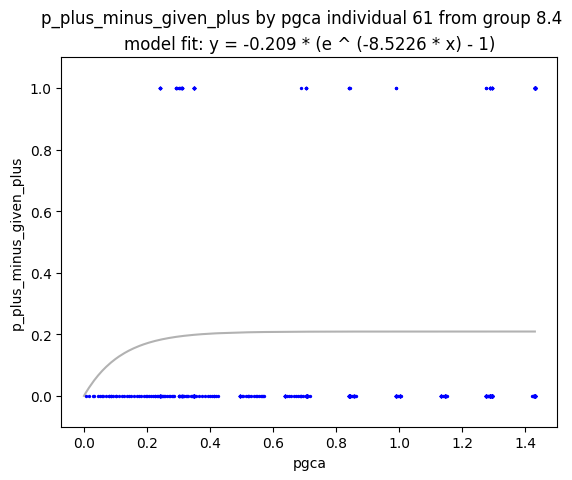 p_plus_minus_given_plus by pgca individual 61 from group 8.4
model fit: y = -0.209 * (e ^ (-8.5226 * x) - 1)
1.0
0.8
0.6
0.4
0.2
0.0
p_plus_minus_given_plus
0.0 0.2 0.4 0.6 0.8 1.0 1.2 1.4
pgca